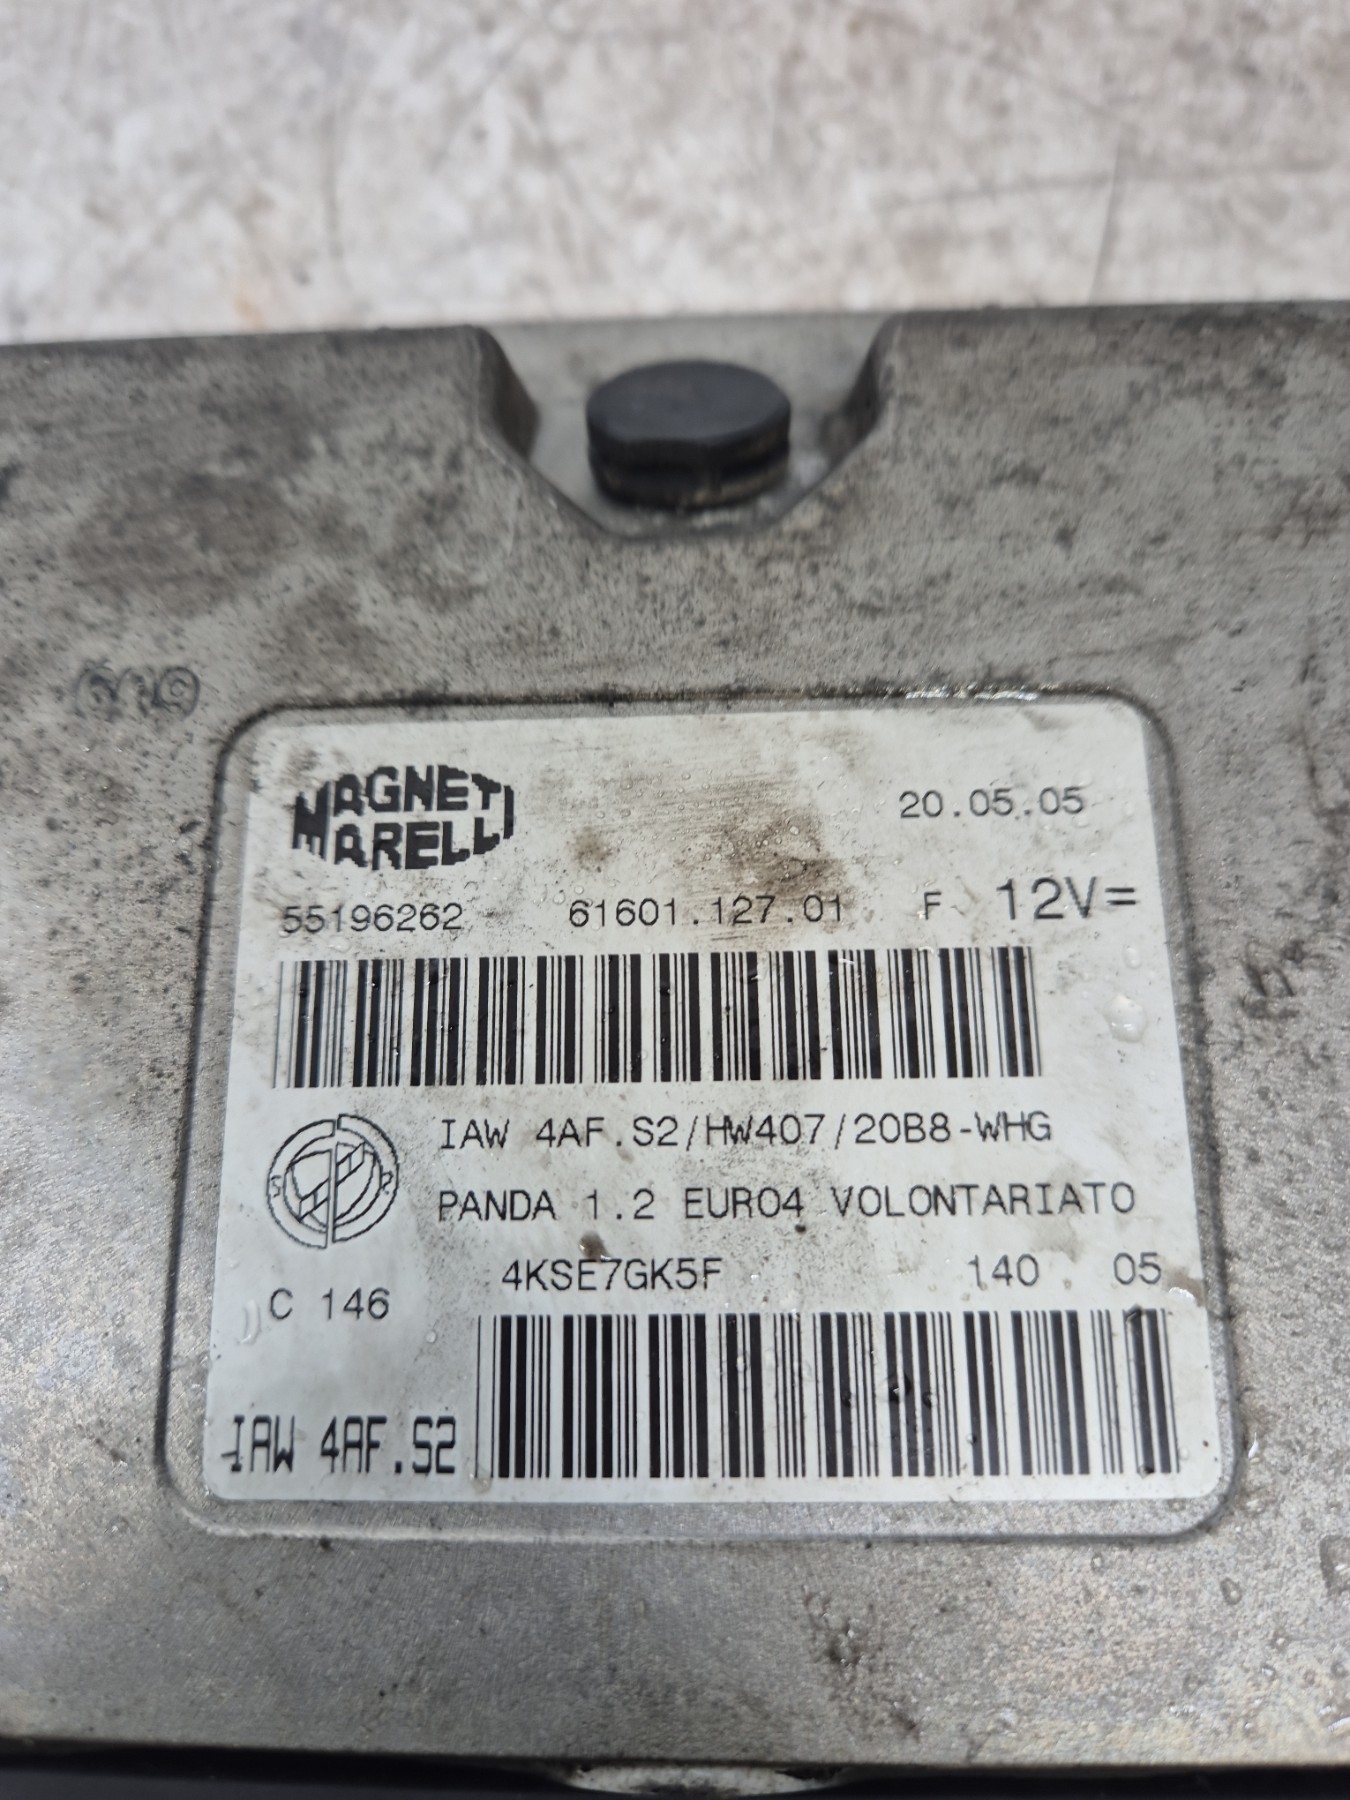 MAGNETI
MARELLI
20.05.05
55196262 61601.127.01 F 12V=
IAW 4AF.S2/HW407/20B8-WHG
S R
PANDA 1.2 EURO4 VOLONTARIATO
4KSE7GK5F 140 05
C 146
IAW 4AF.S2